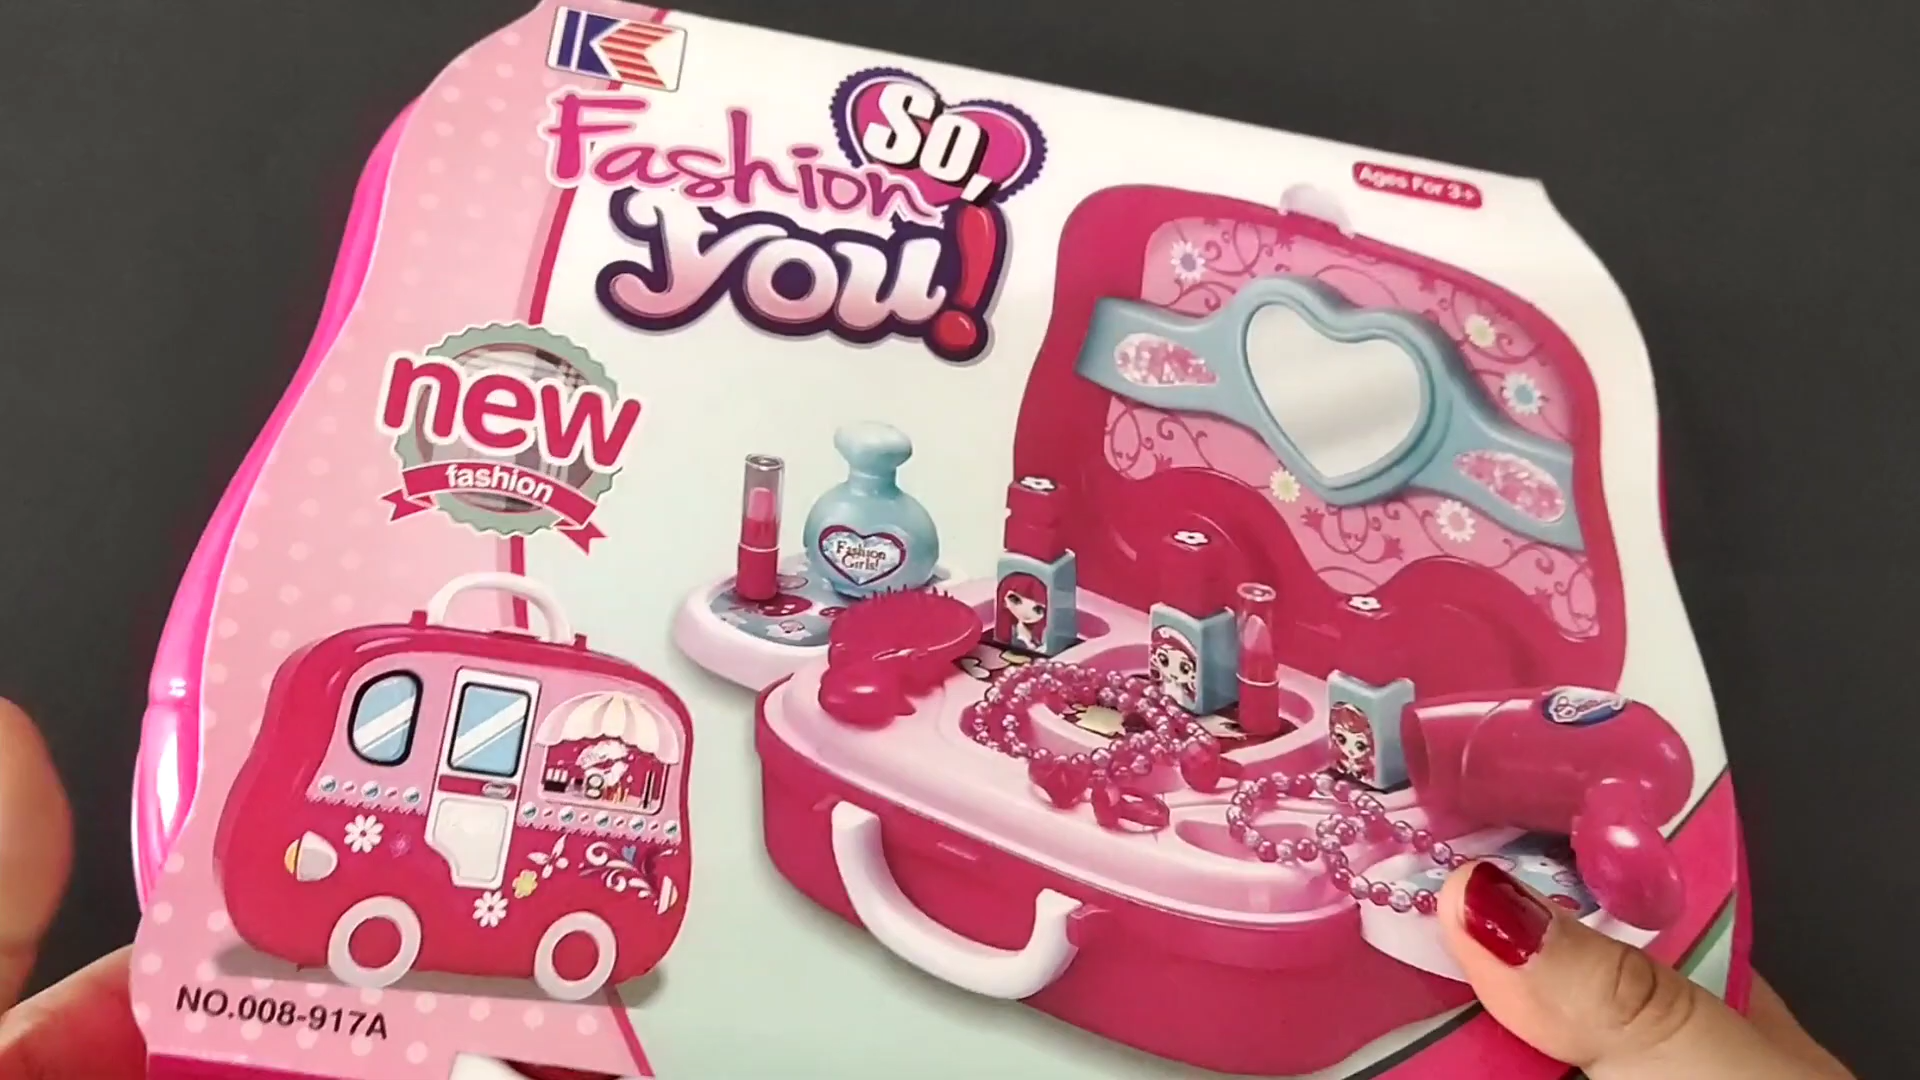 So,
Fashion
you!
Ages For 3+
new
fashion
Fashion
Girls!
NO.008-917A